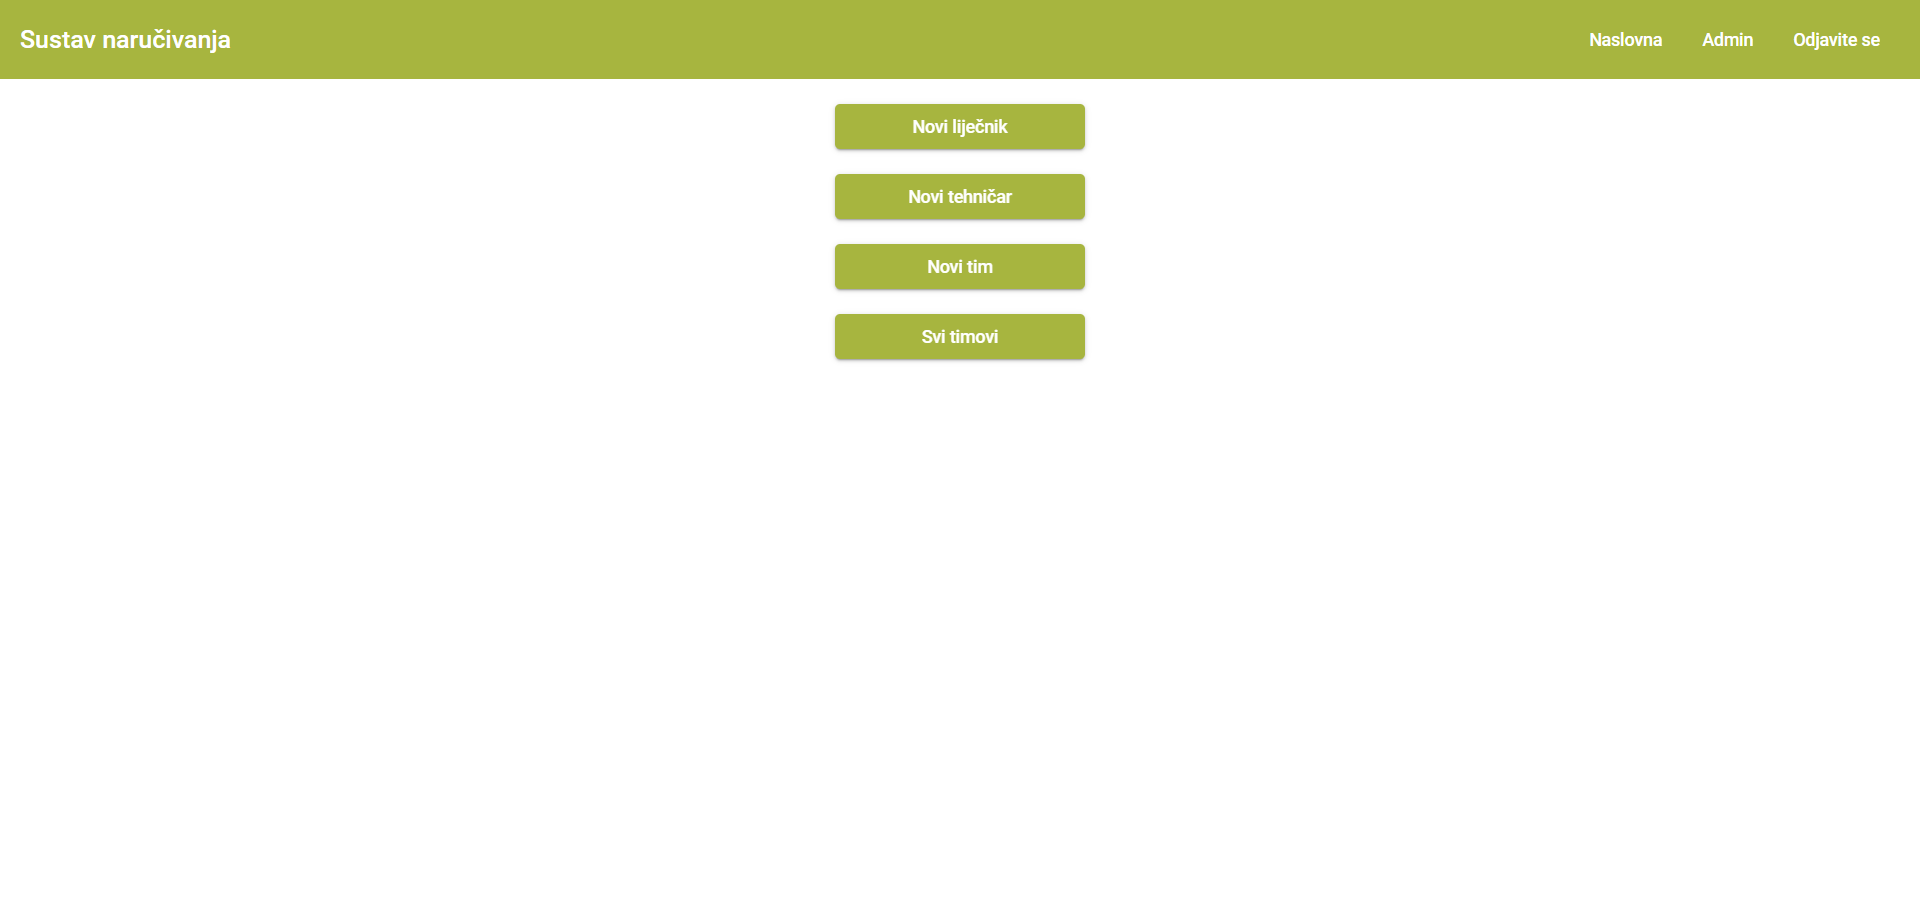 Sustav naručivanja
Naslovna
Admin
Odjavite se
Novi liječnik
Novi tehničar
Novi tim
Svi timovi